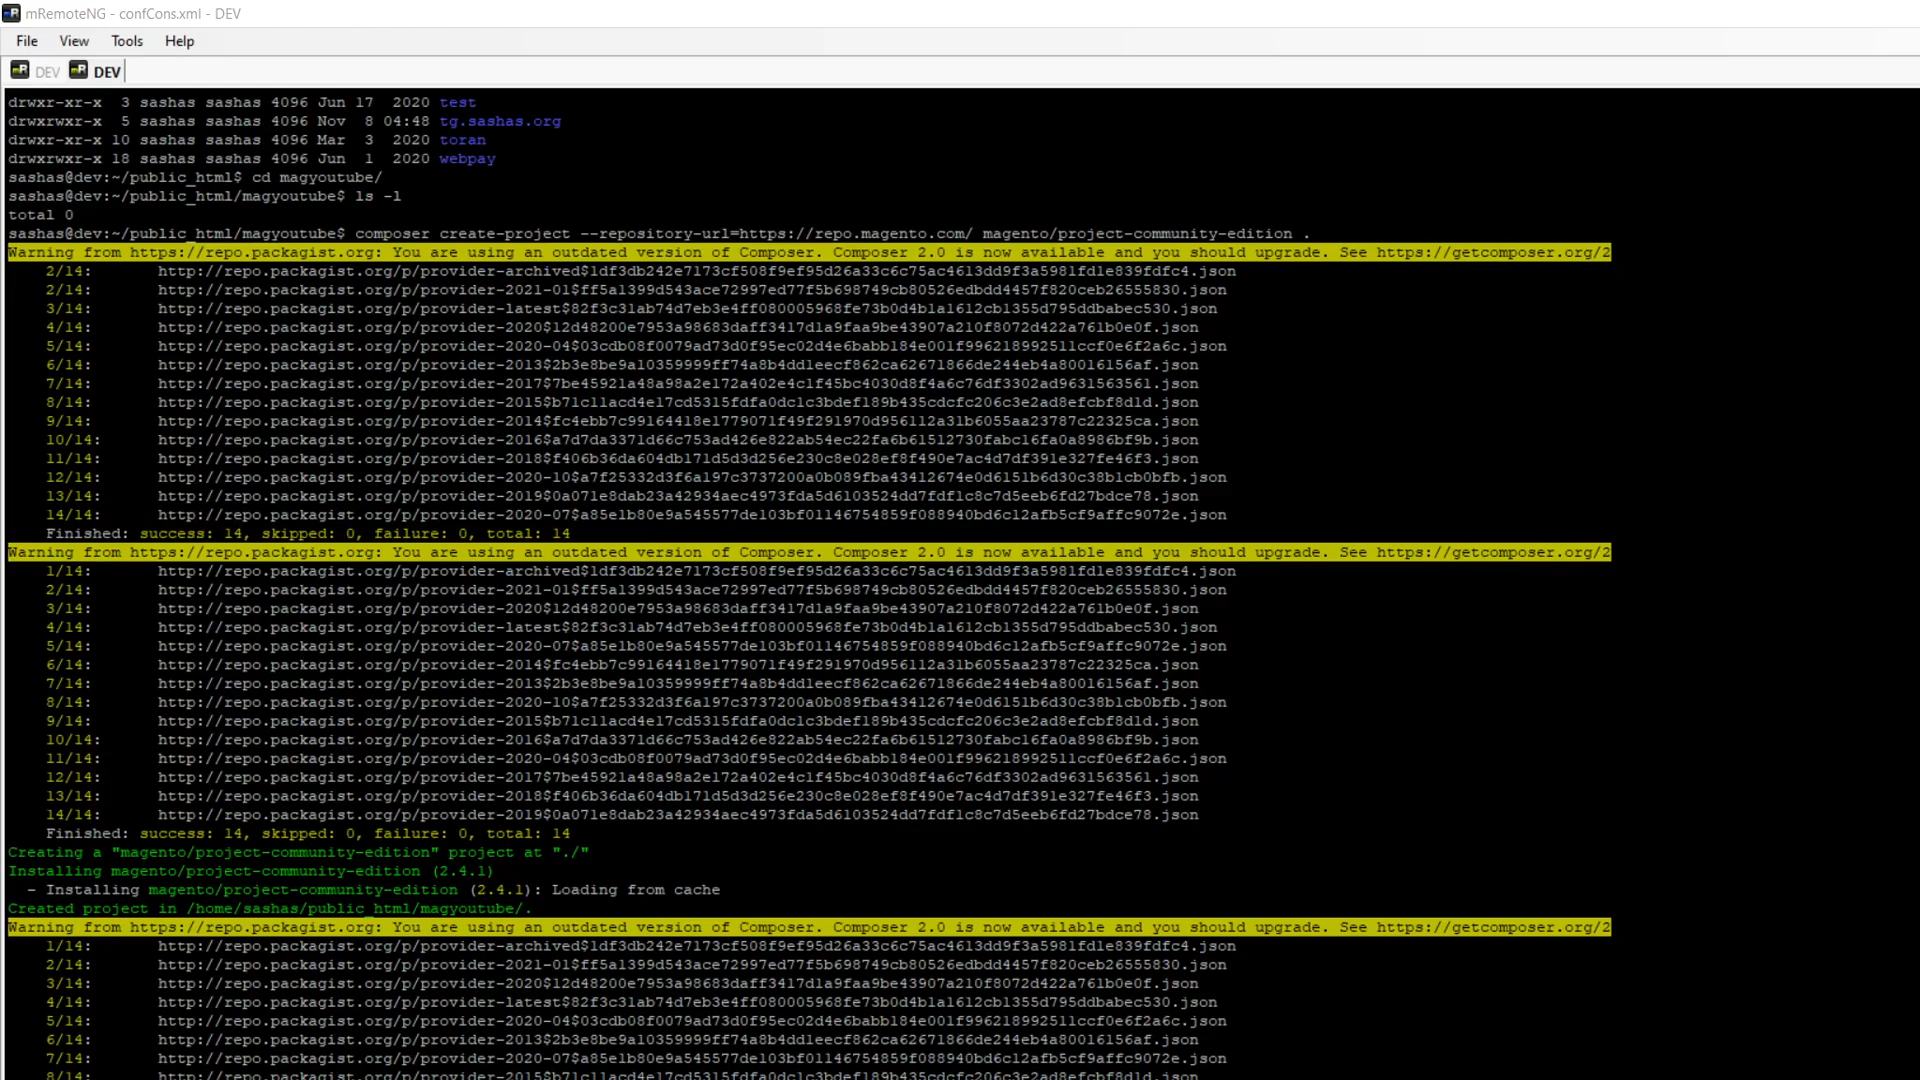 mRemoteNG - confCons.xml - DEV
File View Tools Help
DEV DEV
drwxr-xr-x  3 sashas sashas 4096 Jun 17  2020 test
drwxrwxr-x  5 sashas sashas 4096 Nov  8 04:48 tg.sashas.org
drwxr-xr-x 10 sashas sashas 4096 Mar  3  2020 toran
drwxrwxr-x 18 sashas sashas 4096 Jun  1  2020 webpay
sashas@dev:~/public_html$ cd magyoutube/
sashas@dev:~/public_html/magyoutube$ ls -l
total 0
sashas@dev:~/public_html/magyoutube$ composer create-project --repository-url=https://repo.magento.com/ magento/project-community-edition .
Warning from https://repo.packagist.org: You are using an outdated version of Composer. Composer 2.0 is now available and you should upgrade. See https://getcomposer.org/2
2/14: http://repo.packagist.org/p/provider-archived$1df3db242e7173cf508f9ef95d26a33c6c75ac4613dd9f3a5981fd1e839fdfc4.json
2/14: http://repo.packagist.org/p/provider-2021-01$ff5a1399d543ace72997ed77f5b698749cb80526edbdd4457f820ceb26555830.json
3/14: http://repo.packagist.org/p/provider-latest$82f3c31ab74d7eb3e4ff080005968fe73b0d4b1a1612cb1355d795ddbabec530.json
4/14: http://repo.packagist.org/p/provider-2020$12d48200e7953a98683daff3417d1a9faa9be43907a210f8072d422a761b0e0f.json
5/14: http://repo.packagist.org/p/provider-2020-04$03cdb08f0079ad73d0f95ec02d4e6babb184e001f996218992511ccf0e6f2a6c.json
6/14: http://repo.packagist.org/p/provider-2013$2b3e8be9a10359999ff74a8b4dd1eecf862ca62671866de244eb4a80016156af.json
7/14: http://repo.packagist.org/p/provider-2017$7be45921a48a98a2e172a402e4c1f45bc4030d8f4a6c76df3302ad9631563561.json
8/14: http://repo.packagist.org/p/provider-2015$b71c11acd4e17cd5315fdfa0dc1c3bdef189b435cdcfc206c3e2ad8efcbf8d1d.json
9/14: http://repo.packagist.org/p/provider-2014$fc4ebb7c99164418e1779071f49f291970d956112a31b6055aa23787c22325ca.json
10/14: http://repo.packagist.org/p/provider-2016$a7d7da3371d66c753ad426e822ab54ec22fa6b61512730fabc16fa0a8986bf9b.json
11/14: http://repo.packagist.org/p/provider-2018$f406b36da604db171d5d3d256e230c8e028ef8f490e7ac4d7df391e327fe46f3.json
12/14: http://repo.packagist.org/p/provider-2020-10$a7f25332d3f6a197c3737200a0b089fba43412674e0d6151b6d30c38b1cb0bfb.json
13/14: http://repo.packagist.org/p/provider-2019$0a071e8dab23a42934aec4973fda5d6103524dd7fdf1c8c7d5eeb6fd27bdce78.json
14/14: http://repo.packagist.org/p/provider-2020-07$a85e1b80e9a545577de103bf01146754859f088940bd6c12afb5cf9affc9072e.json
Finished: success: 14, skipped: 0, failure: 0, total: 14
Warning from https://repo.packagist.org: You are using an outdated version of Composer. Composer 2.0 is now available and you should upgrade. See https://getcomposer.org/2
1/14: http://repo.packagist.org/p/provider-archived$1df3db242e7173cf508f9ef95d26a33c6c75ac4613dd9f3a5981fd1e839fdfc4.json
2/14: http://repo.packagist.org/p/provider-2021-01$ff5a1399d543ace72997ed77f5b698749cb80526edbdd4457f820ceb26555830.json
3/14: http://repo.packagist.org/p/provider-2020$12d48200e7953a98683daff3417d1a9faa9be43907a210f8072d422a761b0e0f.json
4/14: http://repo.packagist.org/p/provider-latest$82f3c31ab74d7eb3e4ff080005968fe73b0d4b1a1612cb1355d795ddbabec530.json
5/14: http://repo.packagist.org/p/provider-2020-07$a85e1b80e9a545577de103bf01146754859f088940bd6c12afb5cf9affc9072e.json
6/14: http://repo.packagist.org/p/provider-2014$fc4ebb7c99164418e1779071f49f291970d956112a31b6055aa23787c22325ca.json
7/14: http://repo.packagist.org/p/provider-2013$2b3e8be9a10359999ff74a8b4dd1eecf862ca62671866de244eb4a80016156af.json
8/14: http://repo.packagist.org/p/provider-2020-10$a7f25332d3f6a197c3737200a0b089fba43412674e0d6151b6d30c38b1cb0bfb.json
9/14: http://repo.packagist.org/p/provider-2015$b71c11acd4e17cd5315fdfa0dc1c3bdef189b435cdcfc206c3e2ad8efcbf8d1d.json
10/14: http://repo.packagist.org/p/provider-2016$a7d7da3371d66c753ad426e822ab54ec22fa6b61512730fabc16fa0a8986bf9b.json
11/14: http://repo.packagist.org/p/provider-2020-04$03cdb08f0079ad73d0f95ec02d4e6babb184e001f996218992511ccf0e6f2a6c.json
12/14: http://repo.packagist.org/p/provider-2017$7be45921a48a98a2e172a402e4c1f45bc4030d8f4a6c76df3302ad9631563561.json
13/14: http://repo.packagist.org/p/provider-2018$f406b36da604db171d5d3d256e230c8e028ef8f490e7ac4d7df391e327fe46f3.json
14/14: http://repo.packagist.org/p/provider-2019$0a071e8dab23a42934aec4973fda5d6103524dd7fdf1c8c7d5eeb6fd27bdce78.json
Finished: success: 14, skipped: 0, failure: 0, total: 14
Creating a "magento/project-community-edition" project at "./"
Installing magento/project-community-edition (2.4.1)
- Installing magento/project-community-edition (2.4.1): Loading from cache
Created project in /home/sashas/public_html/magyoutube/.
Warning from https://repo.packagist.org: You are using an outdated version of Composer. Composer 2.0 is now available and you should upgrade. See https://getcomposer.org/2
1/14: http://repo.packagist.org/p/provider-archived$1df3db242e7173cf508f9ef95d26a33c6c75ac4613dd9f3a5981fd1e839fdfc4.json
2/14: http://repo.packagist.org/p/provider-2021-01$ff5a1399d543ace72997ed77f5b698749cb80526edbdd4457f820ceb26555830.json
3/14: http://repo.packagist.org/p/provider-2020$12d48200e7953a98683daff3417d1a9faa9be43907a210f8072d422a761b0e0f.json
4/14: http://repo.packagist.org/p/provider-latest$82f3c31ab74d7eb3e4ff080005968fe73b0d4b1a1612cb1355d795ddbabec530.json
5/14: http://repo.packagist.org/p/provider-2020-04$03cdb08f0079ad73d0f95ec02d4e6babb184e001f996218992511ccf0e6f2a6c.json
6/14: http://repo.packagist.org/p/provider-2013$2b3e8be9a10359999ff74a8b4dd1eecf862ca62671866de244eb4a80016156af.json
7/14: http://repo.packagist.org/p/provider-2020-07$a85e1b80e9a545577de103bf01146754859f088940bd6c12afb5cf9affc9072e.json
8/14: http://repo.packagist.org/p/provider-2015$b71c11acd4e17cd5315fdfa0dc1c3bdef189b435cdcfc206c3e2ad8efcbf8d1d.json